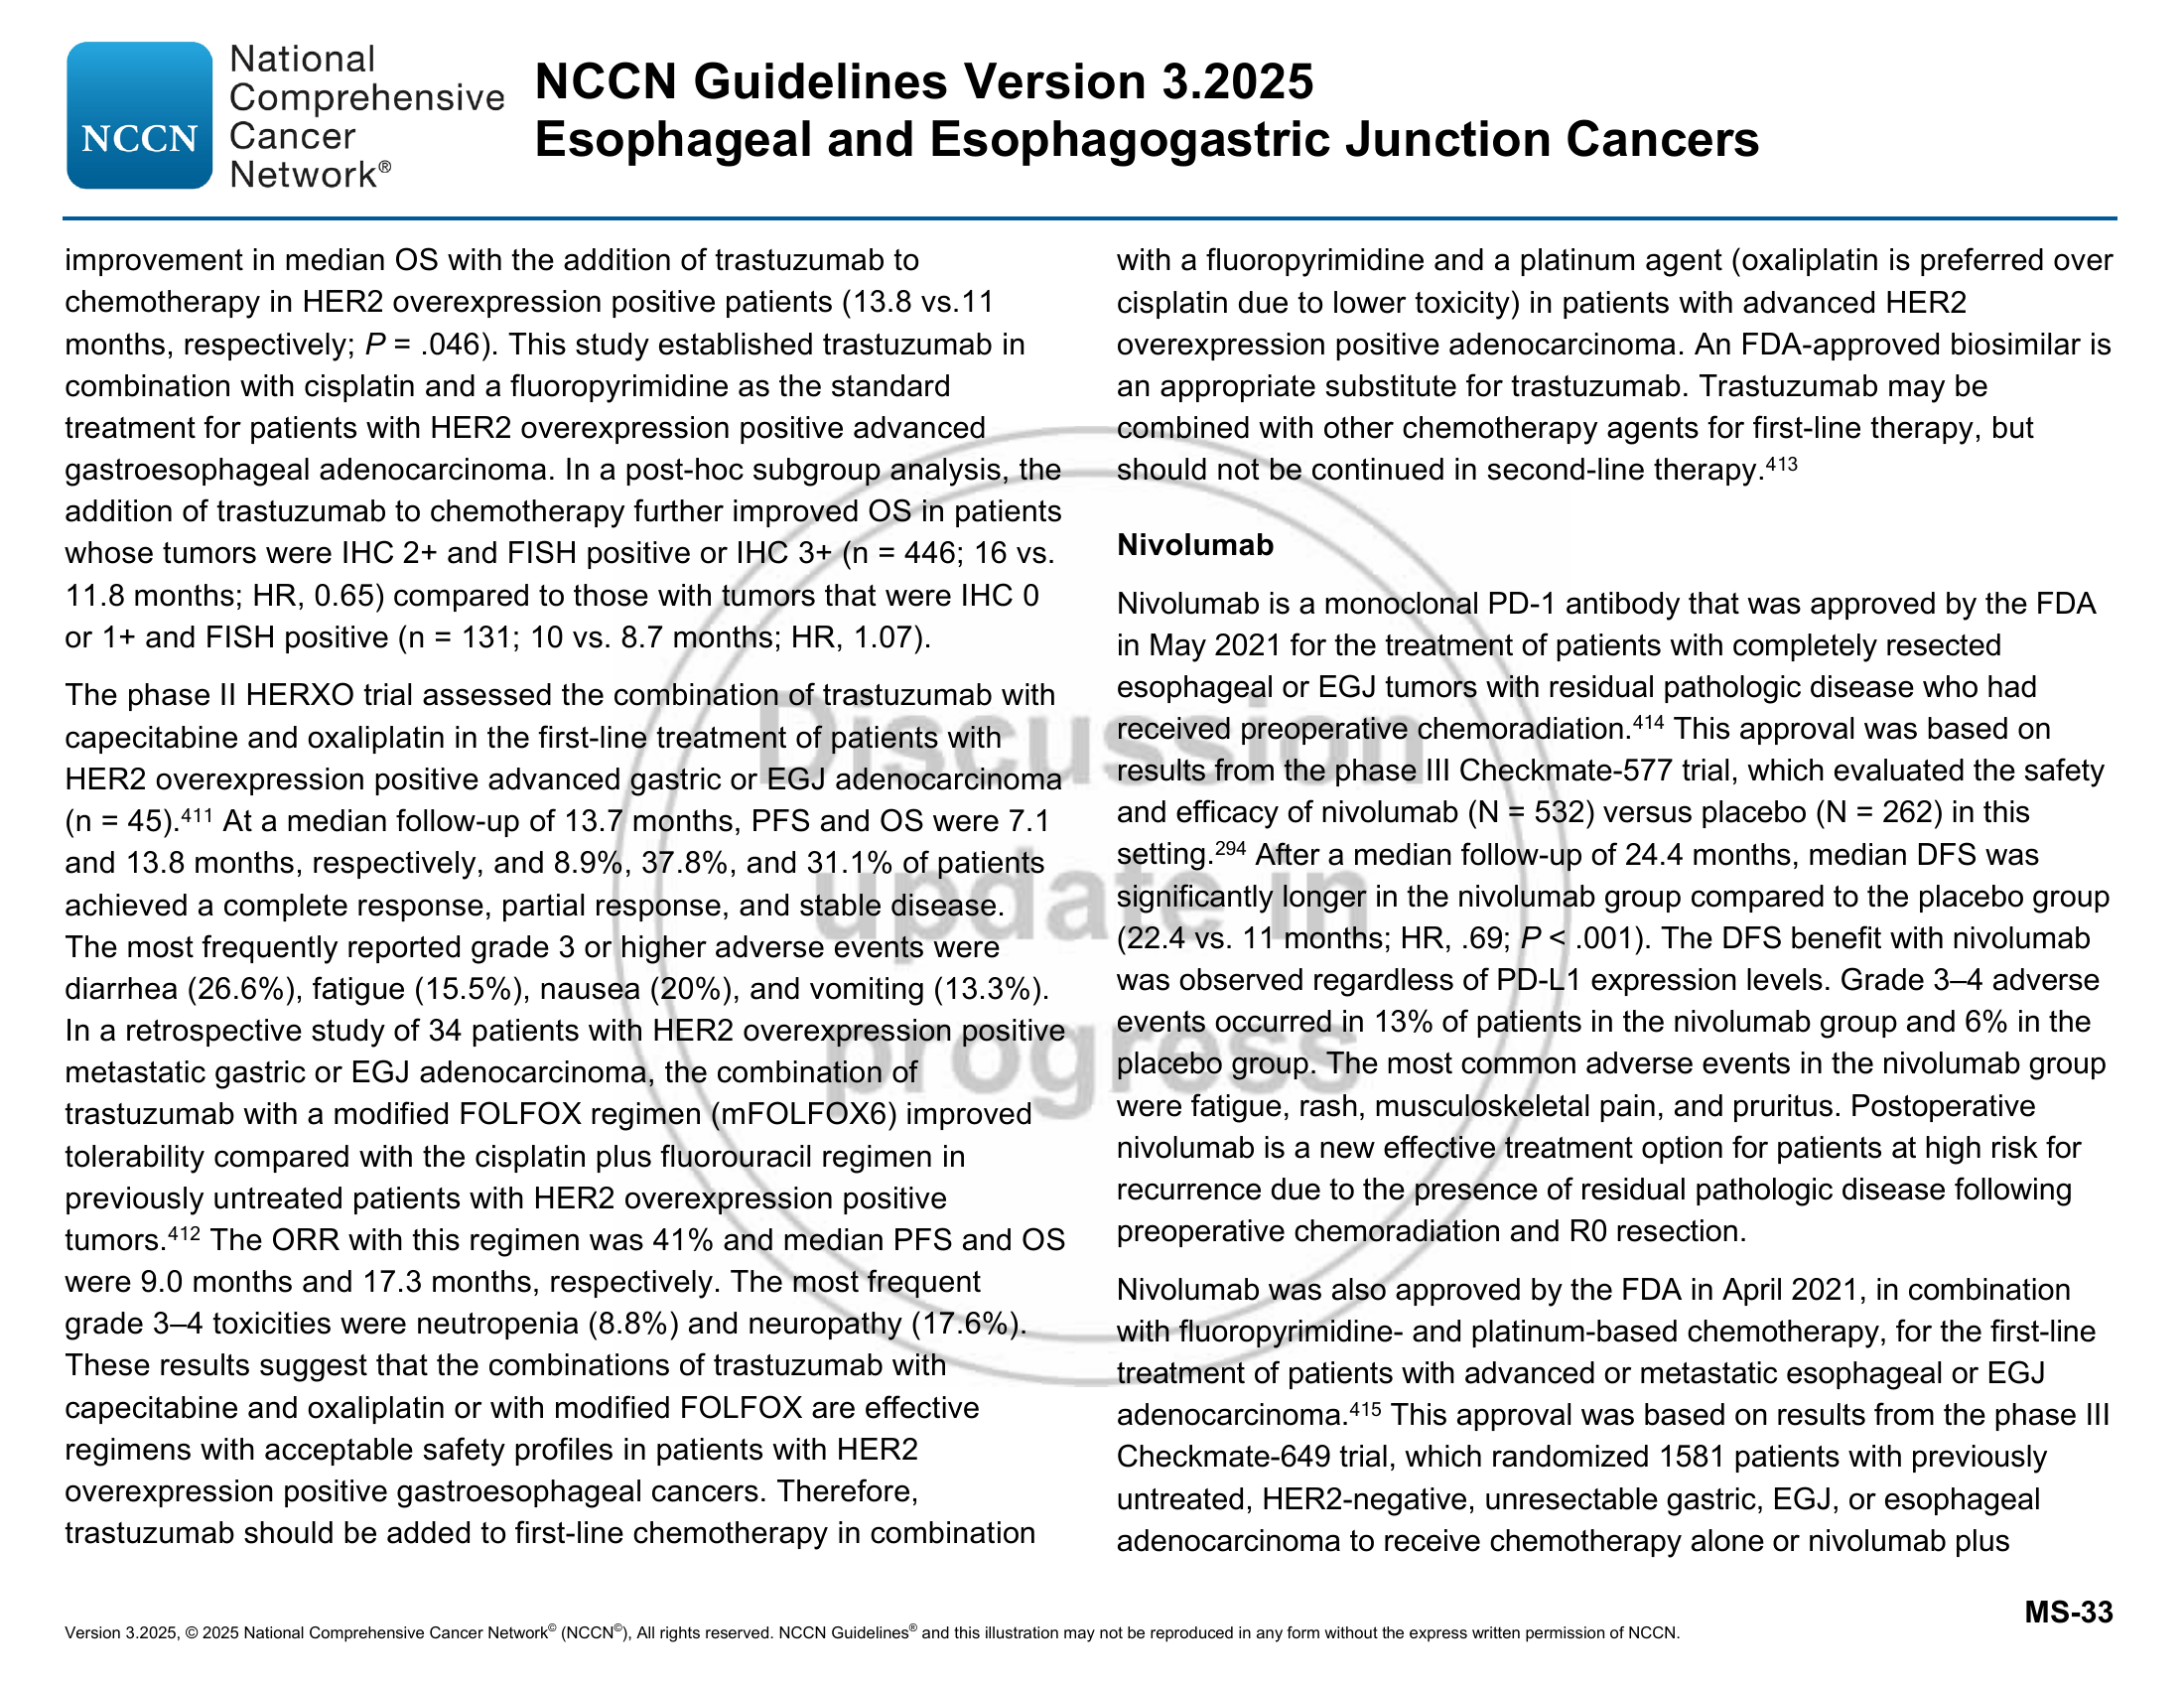 NCCN
National
Comprehensive
Cancer
Network®
NCCN Guidelines Version 3.2025
Esophageal and Esophagogastric Junction Cancers
improvement in median OS with the addition of trastuzumab to
chemotherapy in HER2 overexpression positive patients (13.8 vs.11
months, respectively; P = .046). This study established trastuzumab in
combination with cisplatin and a fluoropyrimidine as the standard
treatment for patients with HER2 overexpression positive advanced
gastroesophageal adenocarcinoma. In a post-hoc subgroup analysis, the
addition of trastuzumab to chemotherapy further improved OS in patients
whose tumors were IHC 2+ and FISH positive or IHC 3+ (n = 446; 16 vs.
11.8 months; HR, 0.65) compared to those with tumors that were IHC 0
or 1+ and FISH positive (n = 131; 10 vs. 8.7 months; HR, 1.07).
The phase II HERXO trial assessed the combination of trastuzumab with
capecitabine and oxaliplatin in the first-line treatment of patients with
HER2 overexpression positive advanced gastric or EGJ adenocarcinoma
(n = 45).411 At a median follow-up of 13.7 months, PFS and OS were 7.1
and 13.8 months, respectively, and 8.9%, 37.8%, and 31.1% of patients
achieved a complete response, partial response, and stable disease.
The most frequently reported grade 3 or higher adverse events were
diarrhea (26.6%), fatigue (15.5%), nausea (20%), and vomiting (13.3%).
In a retrospective study of 34 patients with HER2 overexpression positive
metastatic gastric or EGJ adenocarcinoma, the combination of
trastuzumab with a modified FOLFOX regimen (mFOLFOX6) improved
tolerability compared with the cisplatin plus fluorouracil regimen in
previously untreated patients with HER2 overexpression positive
tumors.412 The ORR with this regimen was 41% and median PFS and OS
were 9.0 months and 17.3 months, respectively. The most frequent
grade 3–4 toxicities were neutropenia (8.8%) and neuropathy (17.6%).
These results suggest that the combinations of trastuzumab with
capecitabine and oxaliplatin or with modified FOLFOX are effective
regimens with acceptable safety profiles in patients with HER2
overexpression positive gastroesophageal cancers. Therefore,
trastuzumab should be added to first-line chemotherapy in combination
with a fluoropyrimidine and a platinum agent (oxaliplatin is preferred over
cisplatin due to lower toxicity) in patients with advanced HER2
overexpression positive adenocarcinoma. An FDA-approved biosimilar is
an appropriate substitute for trastuzumab. Trastuzumab may be
combined with other chemotherapy agents for first-line therapy, but
should not be continued in second-line therapy.413
Nivolumab
Nivolumab is a monoclonal PD-1 antibody that was approved by the FDA
in May 2021 for the treatment of patients with completely resected
esophageal or EGJ tumors with residual pathologic disease who had
received preoperative chemoradiation.414 This approval was based on
results from the phase III Checkmate-577 trial, which evaluated the safety
and efficacy of nivolumab (N = 532) versus placebo (N = 262) in this
setting.294 After a median follow-up of 24.4 months, median DFS was
significantly longer in the nivolumab group compared to the placebo group
(22.4 vs. 11 months; HR, .69; P < .001). The DFS benefit with nivolumab
was observed regardless of PD-L1 expression levels. Grade 3–4 adverse
events occurred in 13% of patients in the nivolumab group and 6% in the
placebo group. The most common adverse events in the nivolumab group
were fatigue, rash, musculoskeletal pain, and pruritus. Postoperative
nivolumab is a new effective treatment option for patients at high risk for
recurrence due to the presence of residual pathologic disease following
preoperative chemoradiation and R0 resection.
Nivolumab was also approved by the FDA in April 2021, in combination
with fluoropyrimidine- and platinum-based chemotherapy, for the first-line
treatment of patients with advanced or metastatic esophageal or EGJ
adenocarcinoma.415 This approval was based on results from the phase III
Checkmate-649 trial, which randomized 1581 patients with previously
untreated, HER2-negative, unresectable gastric, EGJ, or esophageal
adenocarcinoma to receive chemotherapy alone or nivolumab plus
Discussion
update in
progress
MS-33
Version 3.2025, © 2025 National Comprehensive Cancer Network© (NCCN©), All rights reserved. NCCN Guidelines® and this illustration may not be reproduced in any form without the express written permission of NCCN.